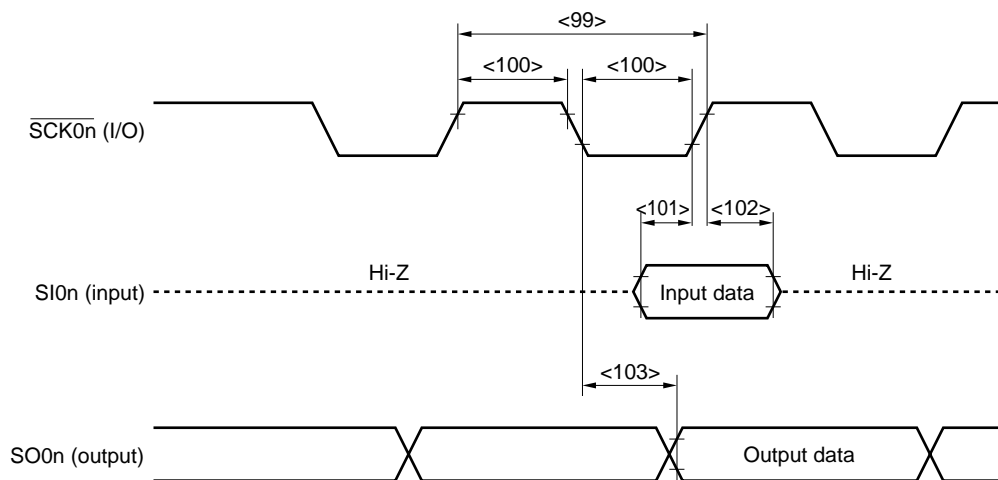 <99>
<100> <100>
SCK0n (I/O)
<101> <102>
Hi-Z Hi-Z
SI0n (input) Input data
<103>
SO0n (output) Output data